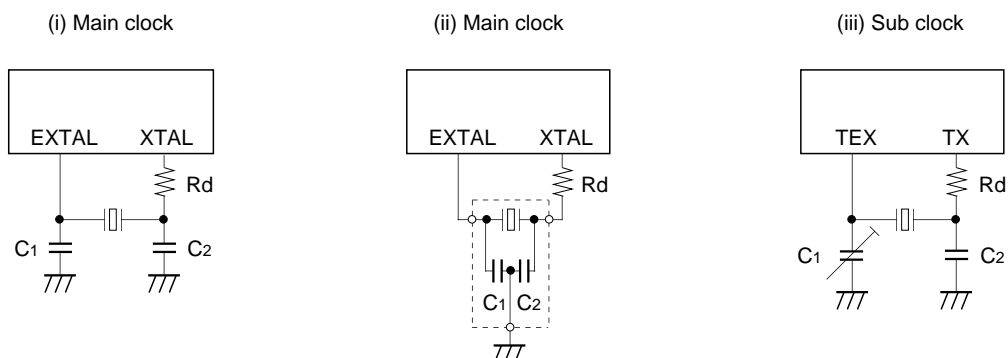 (i) Main clock
EXTAL XTAL
Rd
C1 C2
(ii) Main clock
EXTAL XTAL
Rd
C1 C2
(iii) Sub clock
TEX TX
Rd
C1 C2